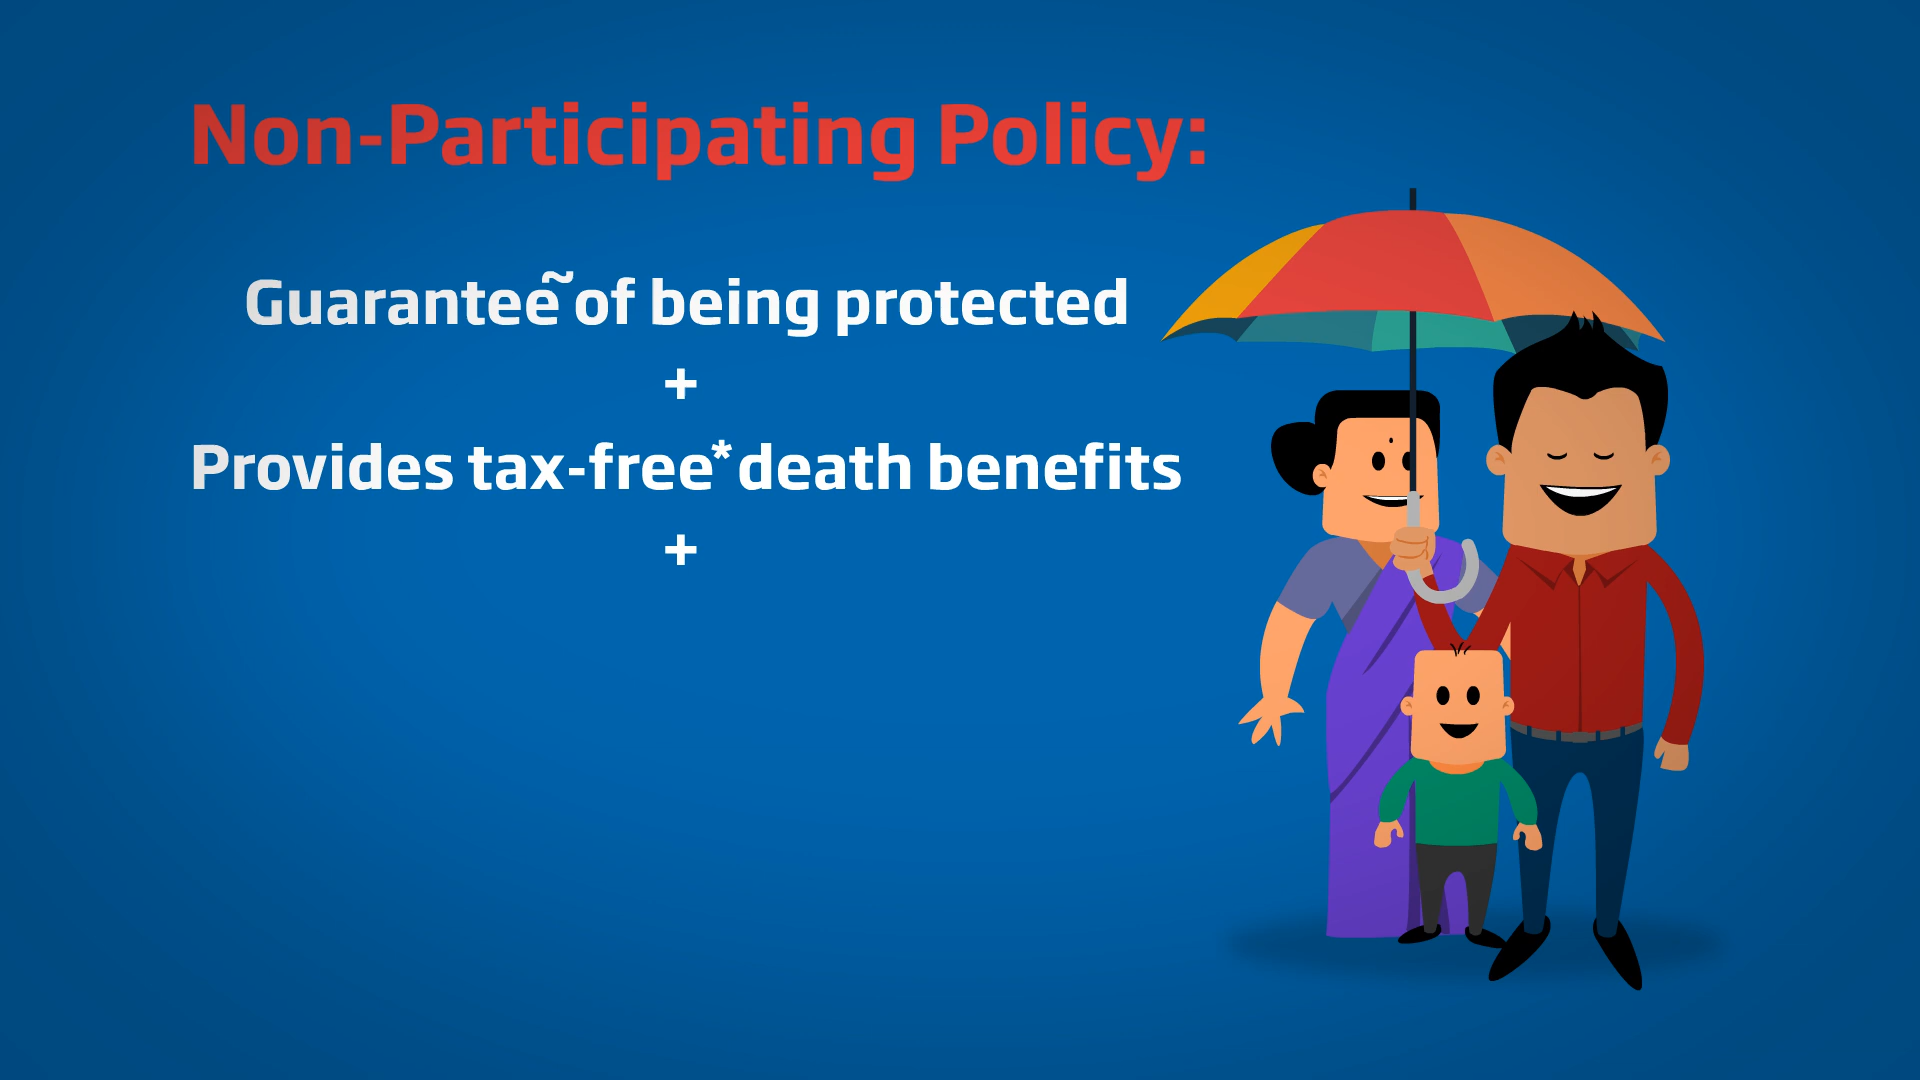 Non-Participating Policy:
Guarantee~ of being protected
+
Provides tax-free* death benefits
+